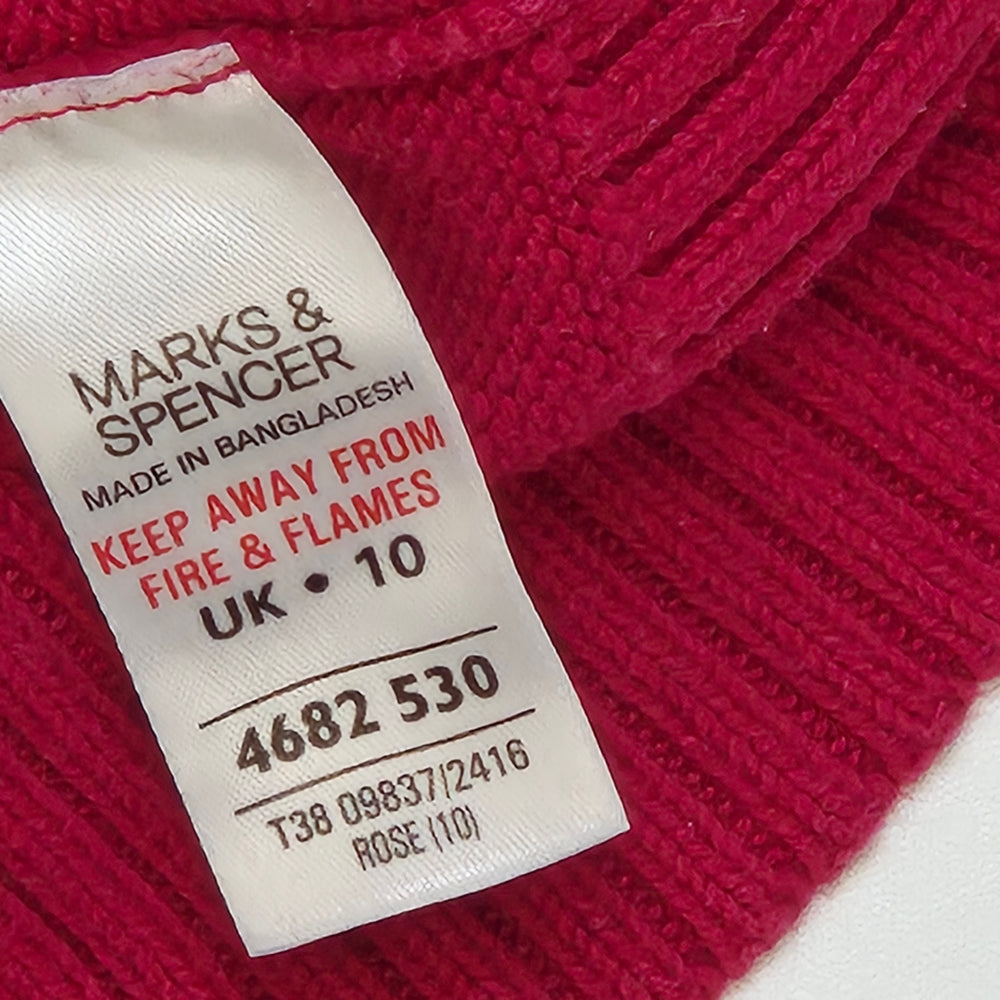 MARKS &
SPENCER
MADE IN BANGLADESH
KEEP AWAY FROM
FIRE & FLAMES
UK • 10
4682 530
T38 09837/2416
ROSE (10)